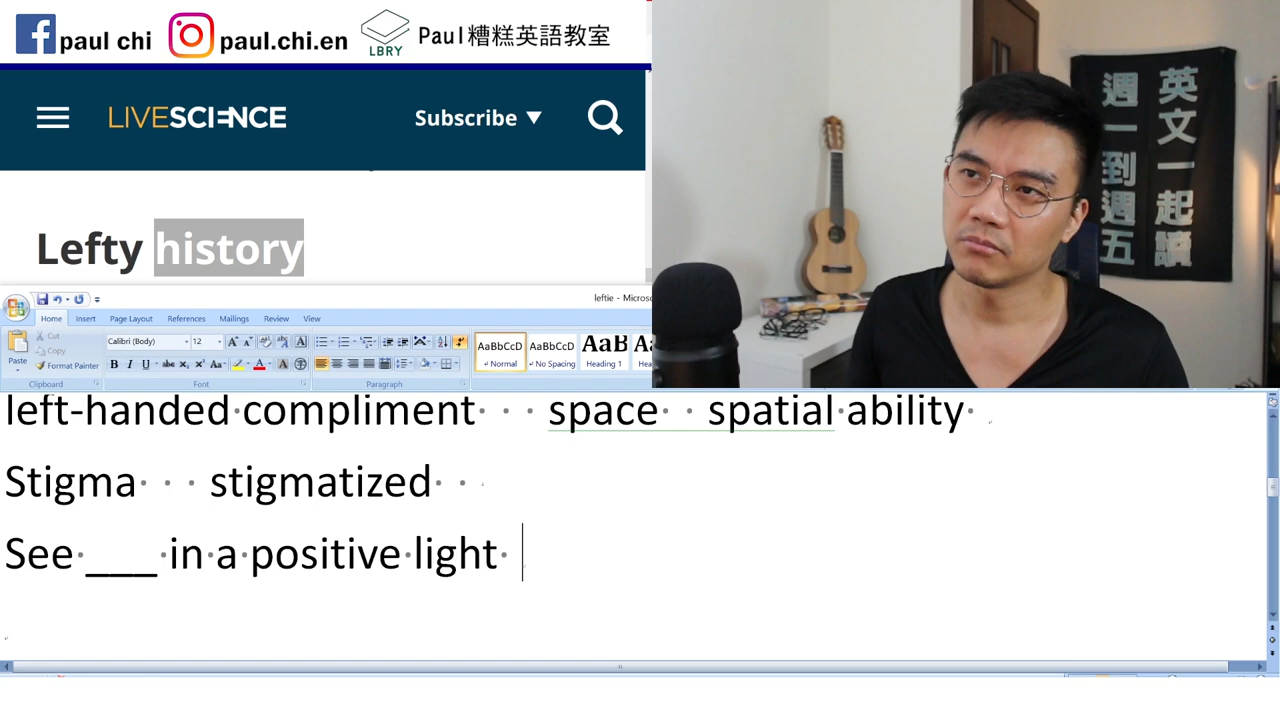 paul chi
paul.chi.en
LBRY
Paul糟糕英語教室
LIVESCIENCE
Subscribe
Lefty history
leftie - Micros
Home Insert Page Layout References Mailings Review View
Paste
Cut
Copy
Format Painter
Clipboard
Calibri (Body) 12
Font
Paragraph
AaBbCcD AaBbCcD AaBb
Normal No Spacing Heading 1
left-handed compliment space spatial ability
Stigma stigmatized
See ___ in a positive light
英文一起讀
週一到週五